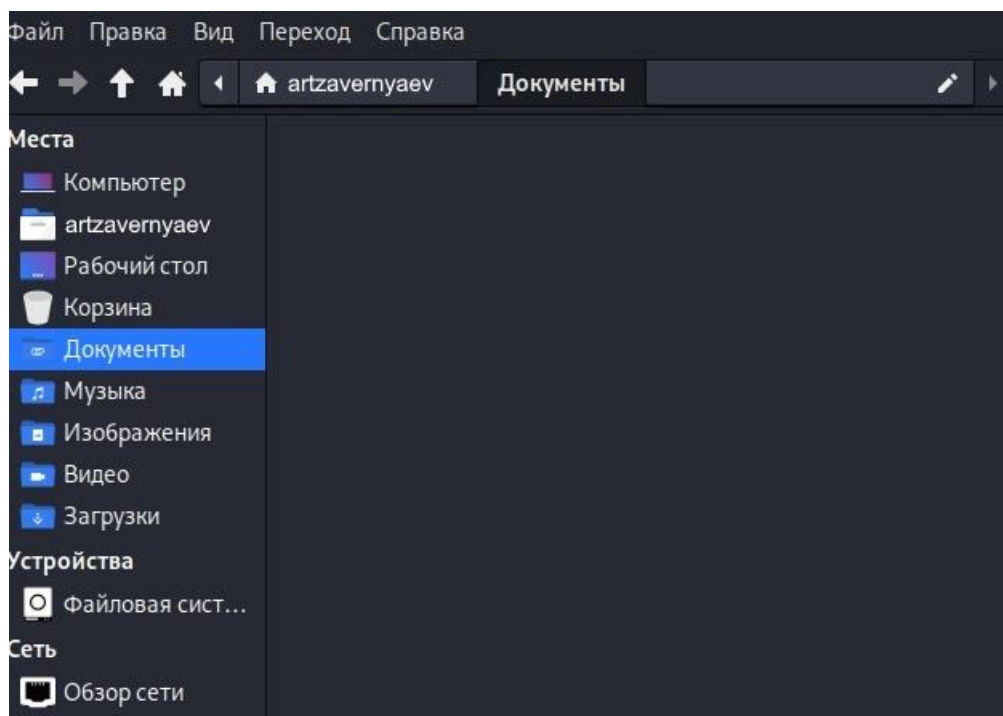 Файл Правка Вид Переход Справка
artzavernyaev Документы
Места
Компьютер
artzavernyaev
Рабочий стол
Корзина
Документы
Музыка
Изображения
Видео
Загрузки
Устройства
Файловая сист...
Сеть
Обзор сети